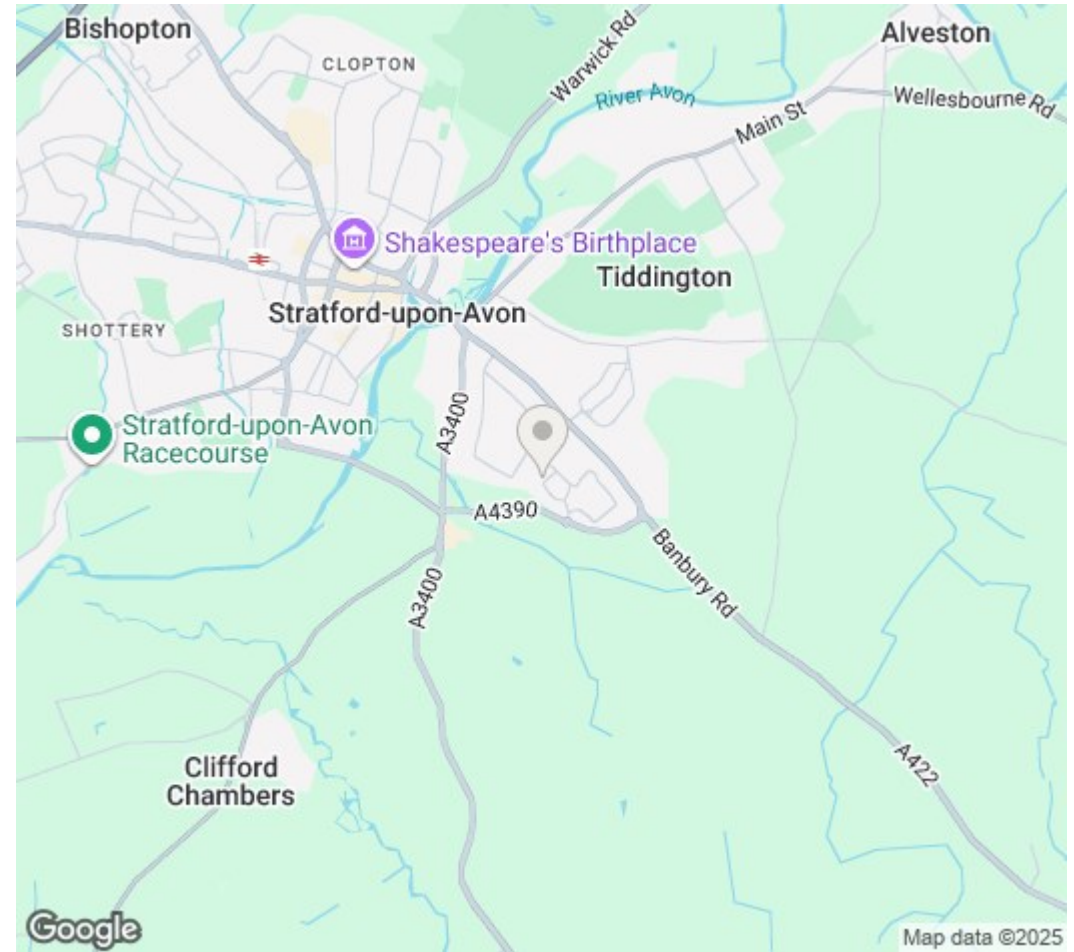 Bishopton
CLOPTON
Warwick Rd
Alveston
River Avon
Wellesbourne Rd
Main St
Shakespeare's Birthplace
Tiddington
Stratford-upon-Avon
SHOTTERY
Stratford-upon-Avon
Racecourse
A3400
A4390
Banbury Rd
A3400
Clifford
Chambers
A422
Google
Map data ©2025